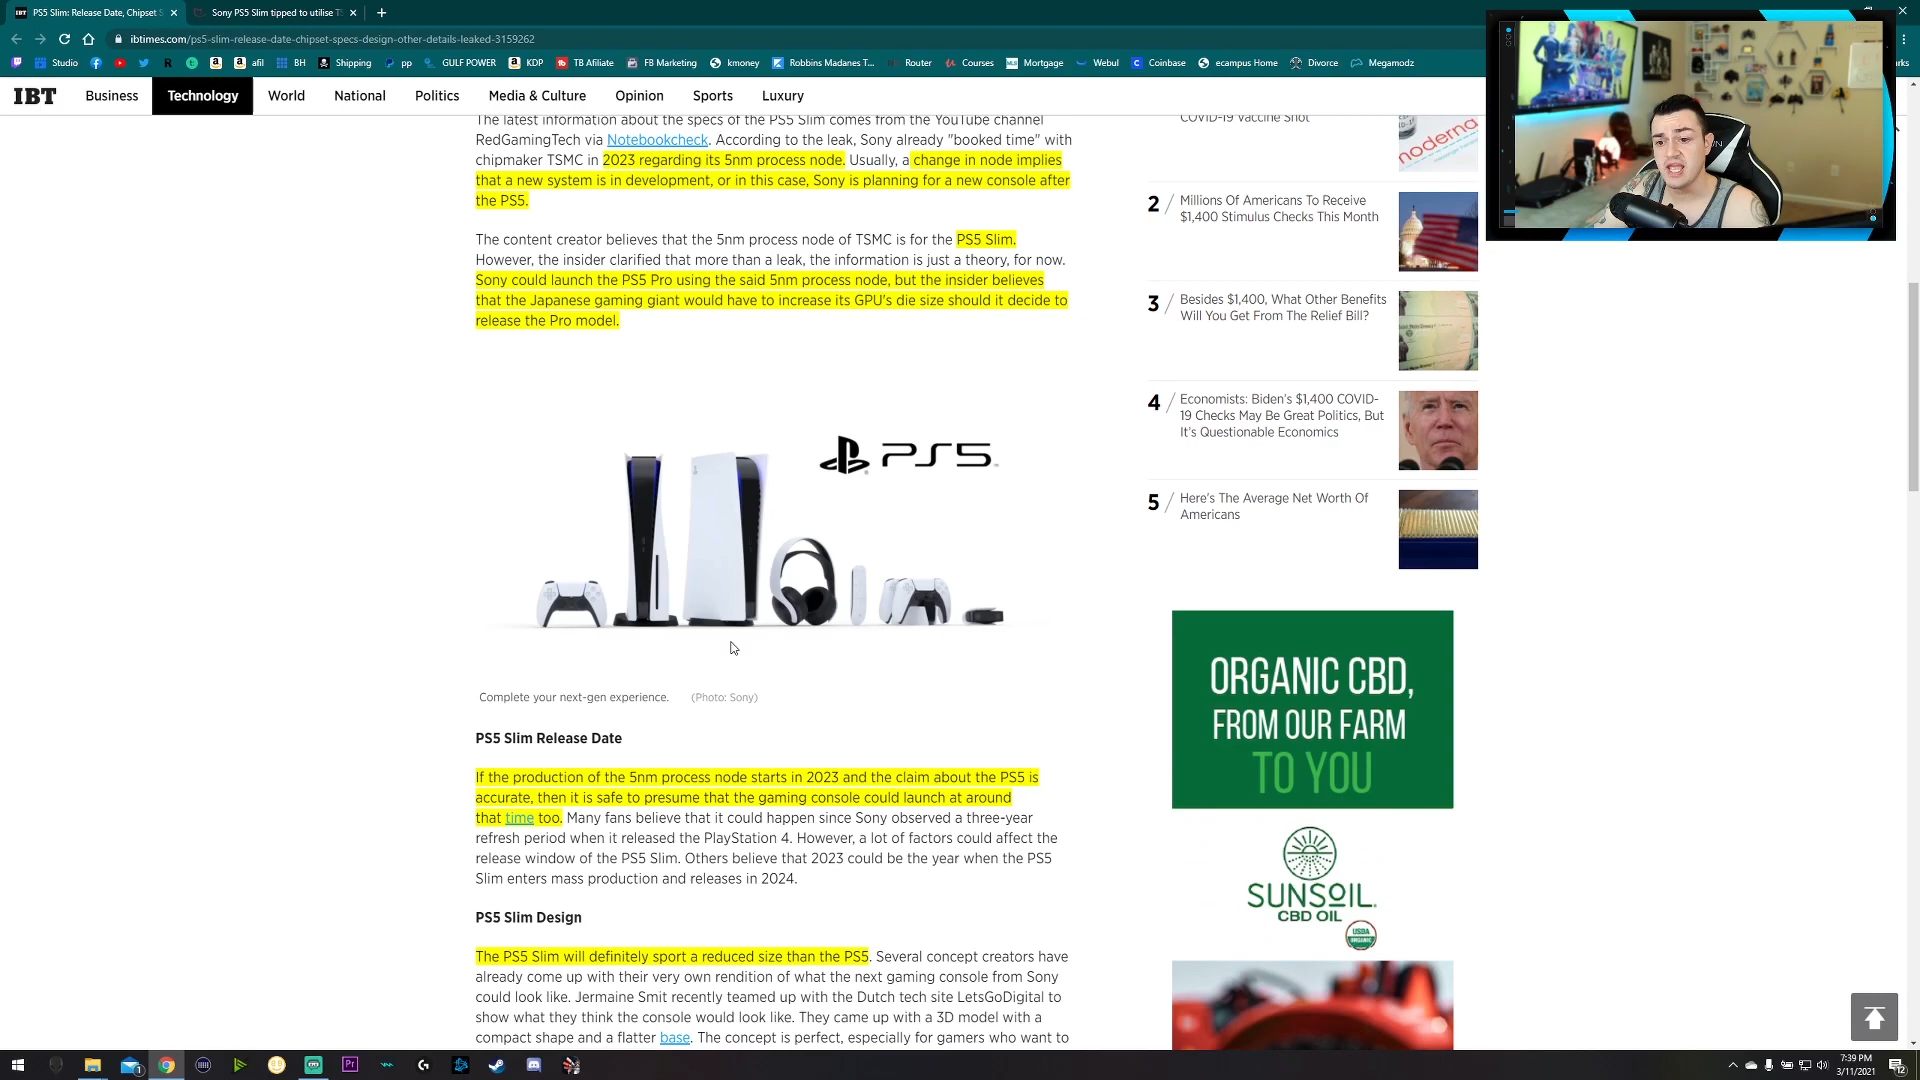 PS5 Slim: Release Date, Chipset S
Sony PS5 Slim tipped to utilise TS
ibtimes.com/ps5-slim-release-date-chipset-specs-design-other-details-leaked-3159262
Studio afil BH Shipping pp GULF POWER KDP TB Afiliate FB Marketing kmoney Robbins Madanes T... Router Courses Mortgage Webul Coinbase ecampus Home Divorce Megamodz
IBT Business Technology World National Politics Media & Culture Opinion Sports Luxury
The latest information about the specs of the PS5 Slim comes from the YouTube channel
RedGamingTech via Notebookcheck. According to the leak, Sony already "booked time" with
chipmaker TSMC in 2023 regarding its 5nm process node. Usually, a change in node implies
that a new system is in development, or in this case, Sony is planning for a new console after
the PS5.
The content creator believes that the 5nm process node of TSMC is for the PS5 Slim.
However, the insider clarified that more than a leak, the information is just a theory, for now.
Sony could launch the PS5 Pro using the said 5nm process node, but the insider believes
that the Japanese gaming giant would have to increase its GPU's die size should it decide to
release the Pro model.
PS5
Complete your next-gen experience. (Photo: Sony)
PS5 Slim Release Date
If the production of the 5nm process node starts in 2023 and the claim about the PS5 is
accurate, then it is safe to presume that the gaming console could launch at around
that time too. Many fans believe that it could happen since Sony observed a three-year
refresh period when it released the PlayStation 4. However, a lot of factors could affect the
release window of the PS5 Slim. Others believe that 2023 could be the year when the PS5
Slim enters mass production and releases in 2024.
PS5 Slim Design
The PS5 Slim will definitely sport a reduced size than the PS5. Several concept creators have
already come up with their very own rendition of what the next gaming console from Sony
could look like. Jermaine Smit recently teamed up with the Dutch tech site LetsGoDigital to
show what they think the console would look like. They came up with a 3D model with a
compact shape and a flatter base. The concept is perfect, especially for gamers who want to
COVID-19 Vaccine Shot
moderna
2 / Millions Of Americans To Receive
$1,400 Stimulus Checks This Month
3 / Besides $1,400, What Other Benefits
Will You Get From The Relief Bill?
4 / Economists: Biden's $1,400 COVID-
19 Checks May Be Great Politics, But
It's Questionable Economics
5 / Here's The Average Net Worth Of
Americans
ORGANIC CBD,
FROM OUR FARM
TO YOU
SUNSOIL
CBD OIL
USDA
ORGANIC
7:39 PM
3/11/2021